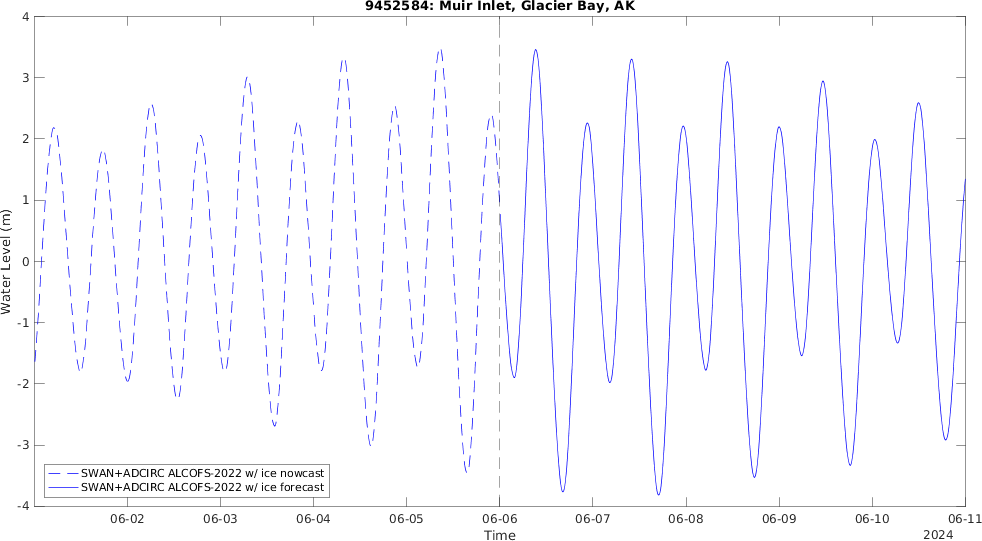 9452584: Muir Inlet, Glacier Bay, AK
Water Level (m)
4
3
2
1
0
-1
-2
-3
-4
SWAN+ADCIRC ALCOFS-2022 w/ ice nowcast
SWAN+ADCIRC ALCOFS-2022 w/ ice forecast
06-02 06-03 06-04 06-05 06-06 06-07 06-08 06-09 06-10 06-11
Time
2024